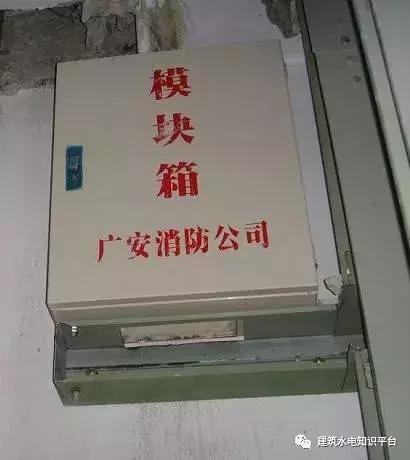 模
块
箱
广安消防公司
建筑水电知识平台